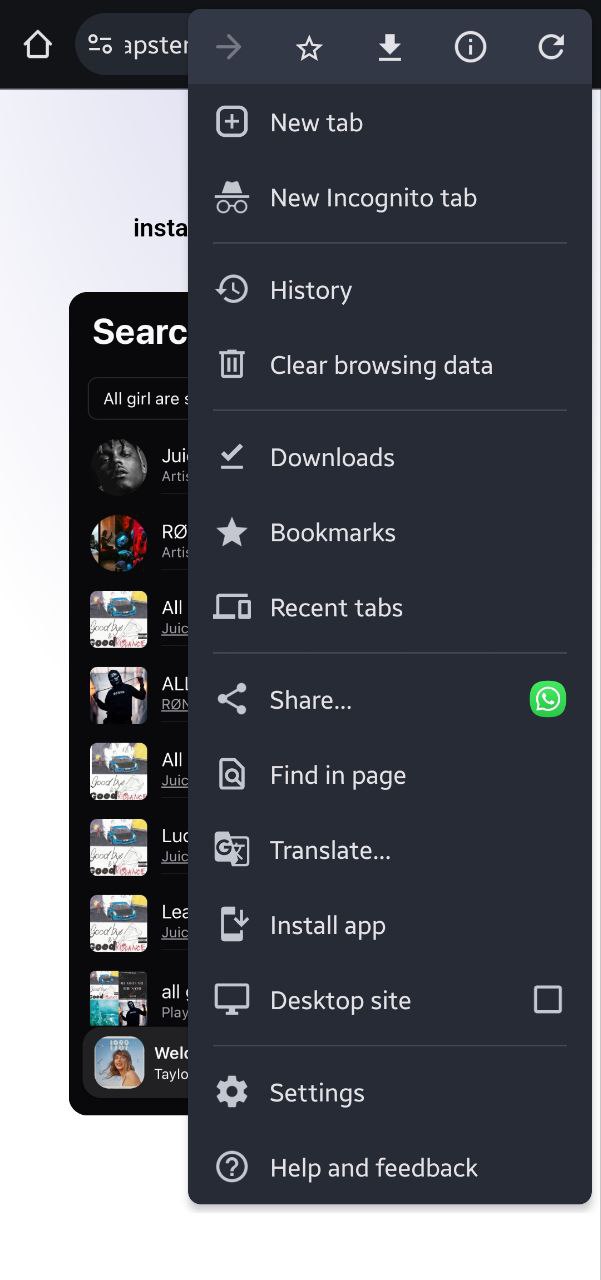 apster
New tab
New Incognito tab
History
Clear browsing data
Downloads
Bookmarks
Recent tabs
Share...
Find in page
Translate...
Install app
Desktop site
Settings
Help and feedback
insta
Searc
All girl are s
Juic
Artis
RØ
Artis
All
Juic
ALL
RØN
All
Juic
Luc
Juic
Lea
Juic
all g
Play
Welc
Taylo